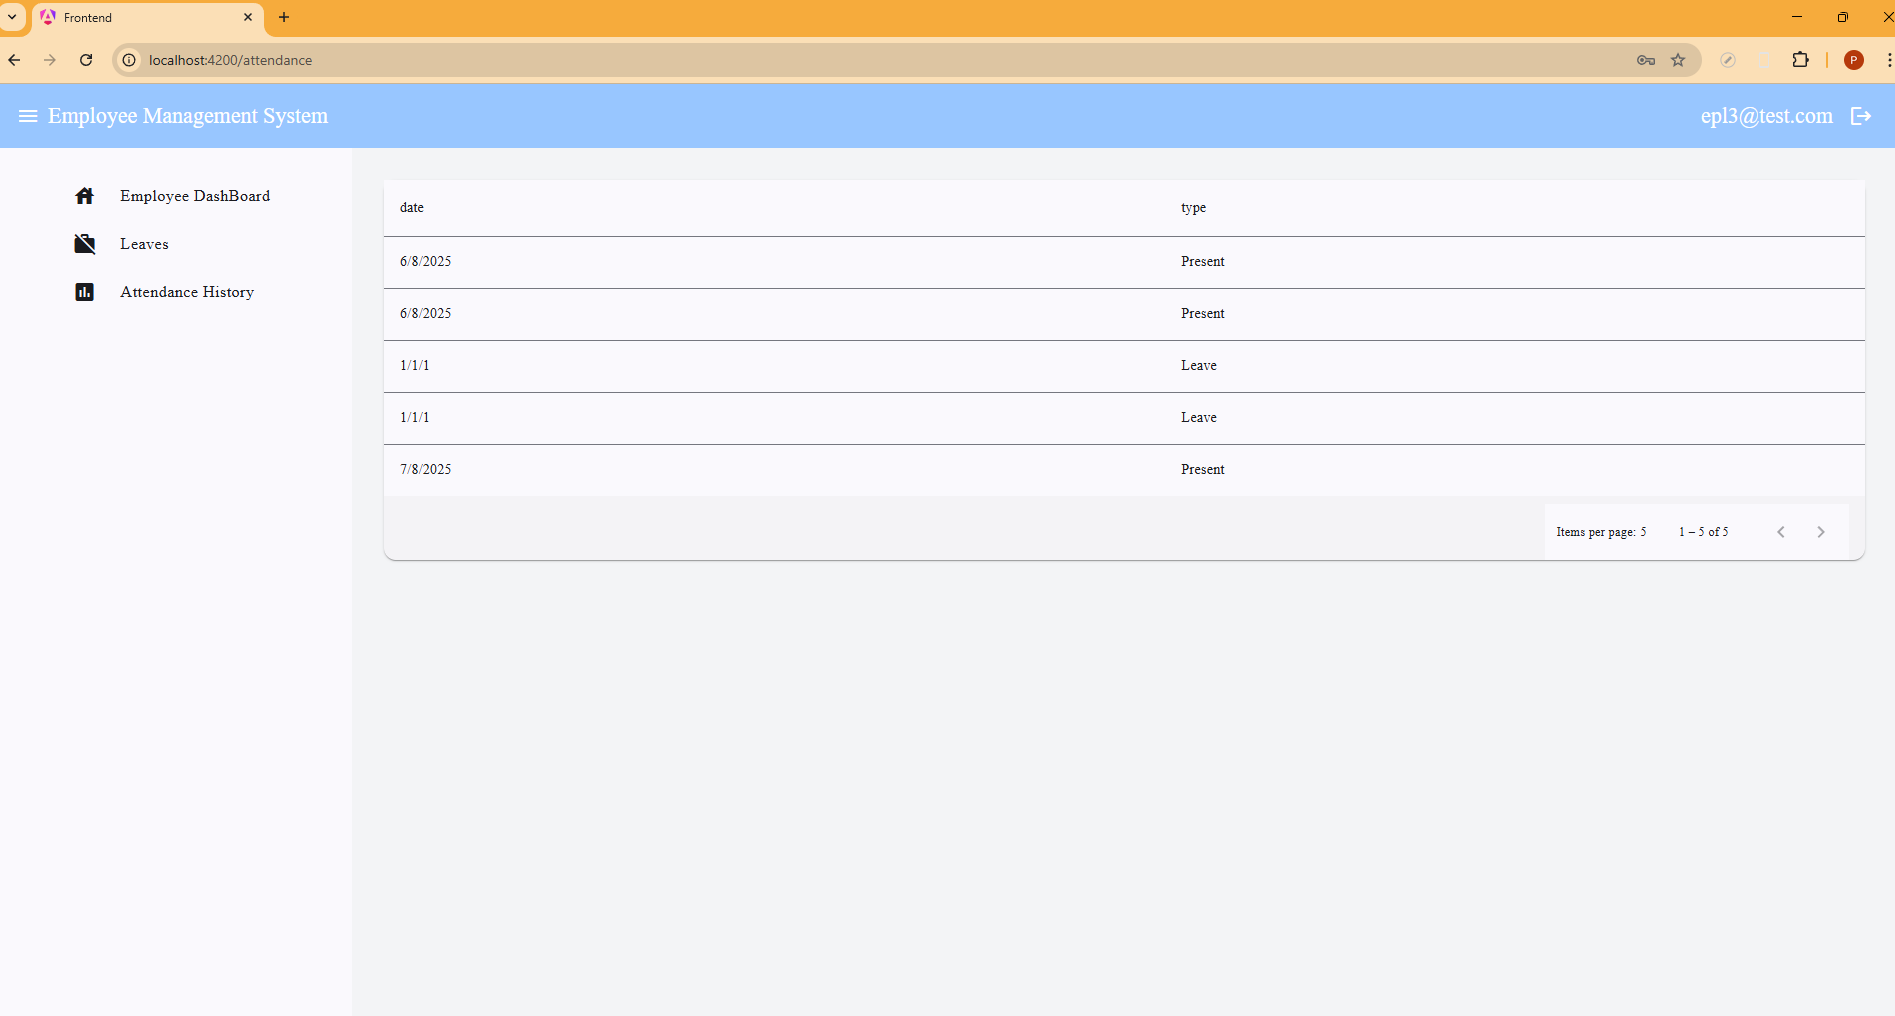 Frontend
localhost:4200/attendance
P
Employee Management System
epl3@test.com
Employee DashBoard
Leaves
Attendance History
date type
6/8/2025 Present
6/8/2025 Present
1/1/1 Leave
1/1/1 Leave
7/8/2025 Present
Items per page: 5 1 – 5 of 5